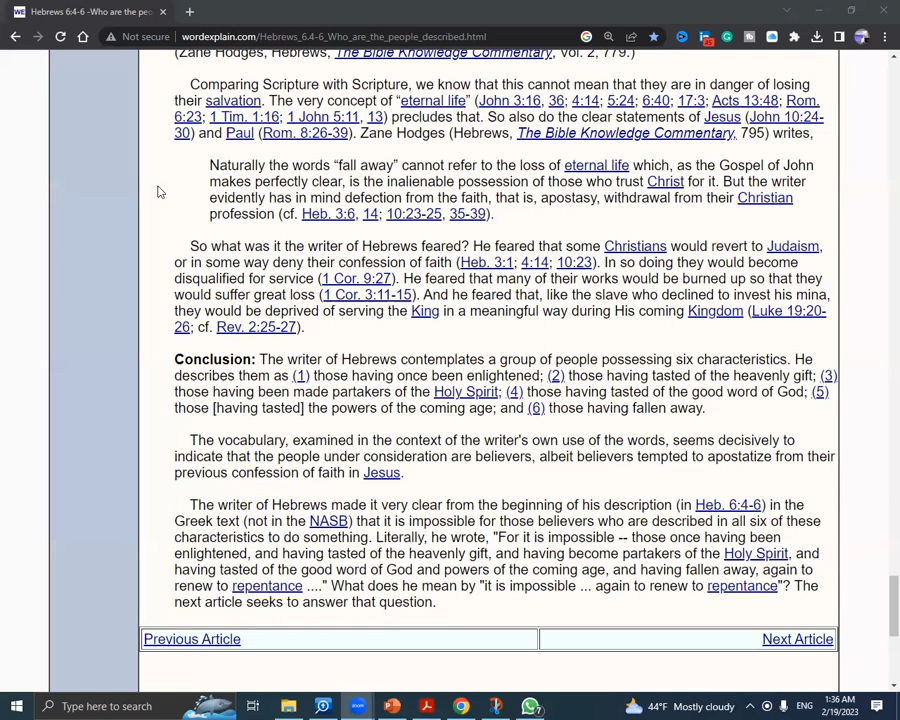 WE Hebrews 6:4-6 -Who are the peo
Not secure wordexplain.com/Hebrews_6.4-6_Who_are_the_people_described.html
45
(Zane Hodges, Hebrews, The Bible Knowledge Commentary, vol. 2, 779.)
Comparing Scripture with Scripture, we know that this cannot mean that they are in danger of losing
their salvation. The very concept of “eternal life” (John 3:16, 36; 4:14; 5:24; 6:40; 17:3; Acts 13:48; Rom.
6:23; 1 Tim. 1:16; 1 John 5:11, 13) precludes that. So also do the clear statements of Jesus (John 10:24-
30) and Paul (Rom. 8:26-39). Zane Hodges (Hebrews, The Bible Knowledge Commentary, 795) writes,
Naturally the words “fall away” cannot refer to the loss of eternal life which, as the Gospel of John
makes perfectly clear, is the inalienable possession of those who trust Christ for it. But the writer
evidently has in mind defection from the faith, that is, apostasy, withdrawal from their Christian
profession (cf. Heb. 3:6, 14; 10:23-25, 35-39).
So what was it the writer of Hebrews feared? He feared that some Christians would revert to Judaism,
or in some way deny their confession of faith (Heb. 3:1; 4:14; 10:23). In so doing they would become
disqualified for service (1 Cor. 9:27). He feared that many of their works would be burned up so that they
would suffer great loss (1 Cor. 3:11-15). And he feared that, like the slave who declined to invest his mina,
they would be deprived of serving the King in a meaningful way during His coming Kingdom (Luke 19:20-
26; cf. Rev. 2:25-27).
Conclusion: The writer of Hebrews contemplates a group of people possessing six characteristics. He
describes them as (1) those having once been enlightened; (2) those having tasted of the heavenly gift; (3)
those having been made partakers of the Holy Spirit; (4) those having tasted of the good word of God; (5)
those [having tasted] the powers of the coming age; and (6) those having fallen away.
The vocabulary, examined in the context of the writer's own use of the words, seems decisively to
indicate that the people under consideration are believers, albeit believers tempted to apostatize from their
previous confession of faith in Jesus.
The writer of Hebrews made it very clear from the beginning of his description (in Heb. 6:4-6) in the
Greek text (not in the NASB) that it is impossible for those believers who are described in all six of these
characteristics to do something. Literally, he wrote, "For it is impossible -- those once having been
enlightened, and having tasted of the heavenly gift, and having become partakers of the Holy Spirit, and
having tasted of the good word of God and powers of the coming age, and having fallen away, again to
renew to repentance ...." What does he mean by "it is impossible ... again to renew to repentance"? The
next article seeks to answer that question.
Previous Article Next Article
Type here to search
zoom
44°F Mostly cloudy
ENG
1:36 AM
2/19/2023